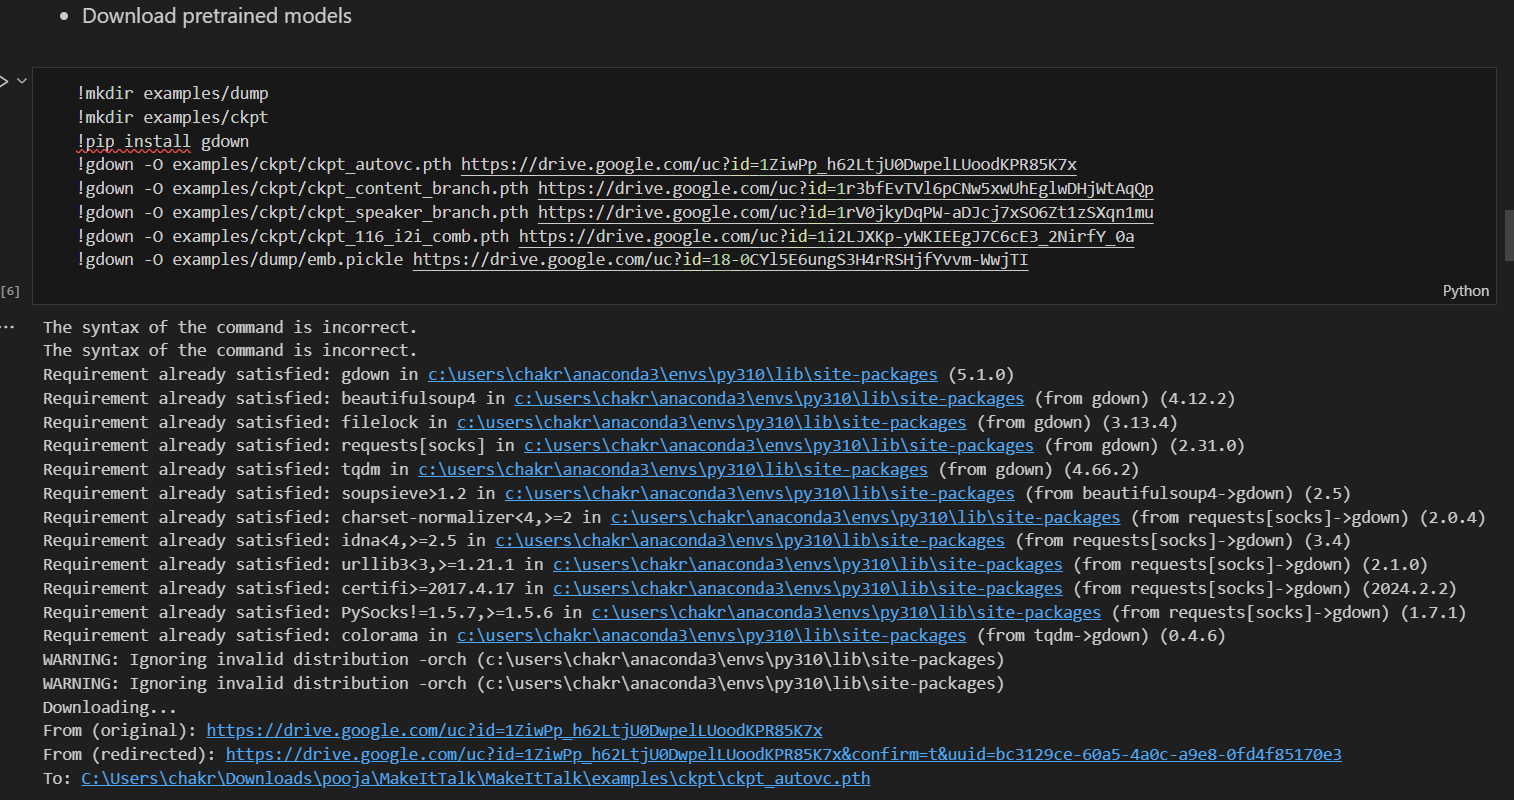 Download pretrained models
!mkdir examples/dump
!mkdir examples/ckpt
!pip install gdown
!gdown -O examples/ckpt/ckpt_autovc.pth https://drive.google.com/uc?id=1ZiwPp_h62LtjU0DwpelLUoodKPR85K7x
!gdown -O examples/ckpt/ckpt_content_branch.pth https://drive.google.com/uc?id=1r3bfEvTVl6pCNw5xwUhEglwDHjWtAqQp
!gdown -O examples/ckpt/ckpt_speaker_branch.pth https://drive.google.com/uc?id=1rV0jkyDqPW-aDJcj7xSO6Zt1zSXqn1mu
!gdown -O examples/ckpt/ckpt_116_i2i_comb.pth https://drive.google.com/uc?id=1i2LJXKp-yWKIEEgJ7C6cE3_2NirfY_0a
!gdown -O examples/dump/emb.pickle https://drive.google.com/uc?id=18-0CYl5E6ungS3H4rRSHjfYvvm-WwjTI
[6]
Python
The syntax of the command is incorrect.
The syntax of the command is incorrect.
Requirement already satisfied: gdown in c:\users\chakr\anaconda3\envs\py310\lib\site-packages (5.1.0)
Requirement already satisfied: beautifulsoup4 in c:\users\chakr\anaconda3\envs\py310\lib\site-packages (from gdown) (4.12.2)
Requirement already satisfied: filelock in c:\users\chakr\anaconda3\envs\py310\lib\site-packages (from gdown) (3.13.4)
Requirement already satisfied: requests[socks] in c:\users\chakr\anaconda3\envs\py310\lib\site-packages (from gdown) (2.31.0)
Requirement already satisfied: tqdm in c:\users\chakr\anaconda3\envs\py310\lib\site-packages (from gdown) (4.66.2)
Requirement already satisfied: soupsieve>1.2 in c:\users\chakr\anaconda3\envs\py310\lib\site-packages (from beautifulsoup4->gdown) (2.5)
Requirement already satisfied: charset-normalizer<4,>=2 in c:\users\chakr\anaconda3\envs\py310\lib\site-packages (from requests[socks]->gdown) (2.0.4)
Requirement already satisfied: idna<4,>=2.5 in c:\users\chakr\anaconda3\envs\py310\lib\site-packages (from requests[socks]->gdown) (3.4)
Requirement already satisfied: urllib3<3,>=1.21.1 in c:\users\chakr\anaconda3\envs\py310\lib\site-packages (from requests[socks]->gdown) (2.1.0)
Requirement already satisfied: certifi>=2017.4.17 in c:\users\chakr\anaconda3\envs\py310\lib\site-packages (from requests[socks]->gdown) (2024.2.2)
Requirement already satisfied: PySocks!=1.5.7,>=1.5.6 in c:\users\chakr\anaconda3\envs\py310\lib\site-packages (from requests[socks]->gdown) (1.7.1)
Requirement already satisfied: colorama in c:\users\chakr\anaconda3\envs\py310\lib\site-packages (from tqdm->gdown) (0.4.6)
WARNING: Ignoring invalid distribution -orch (c:\users\chakr\anaconda3\envs\py310\lib\site-packages)
WARNING: Ignoring invalid distribution -orch (c:\users\chakr\anaconda3\envs\py310\lib\site-packages)
Downloading...
From (original): https://drive.google.com/uc?id=1ZiwPp_h62LtjU0DwpelLUoodKPR85K7x
From (redirected): https://drive.google.com/uc?id=1ZiwPp_h62LtjU0DwpelLUoodKPR85K7x&confirm=t&uuid=bc3129ce-60a5-4a0c-a9e8-0fd4f85170e3
To: C:\Users\chakr\Downloads\pooja\MakeItTalk\MakeItTalk\examples\ckpt\ckpt_autovc.pth